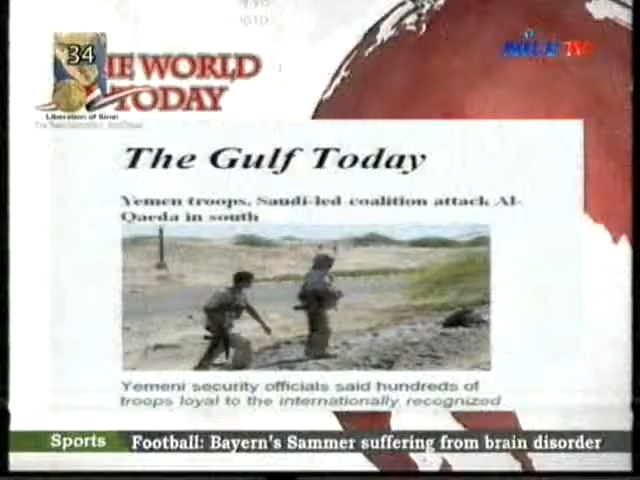 34
THE WORLD
TODAY
Liberation of Sinai
The Gulf Today
Yemen troops, Saudi-led coalition attack Al-
Qaeda in south
Yemeni security officials said hundreds of
troops loyal to the internationally recognized
Sports
Football: Bayern's Sammer suffering from brain disorder